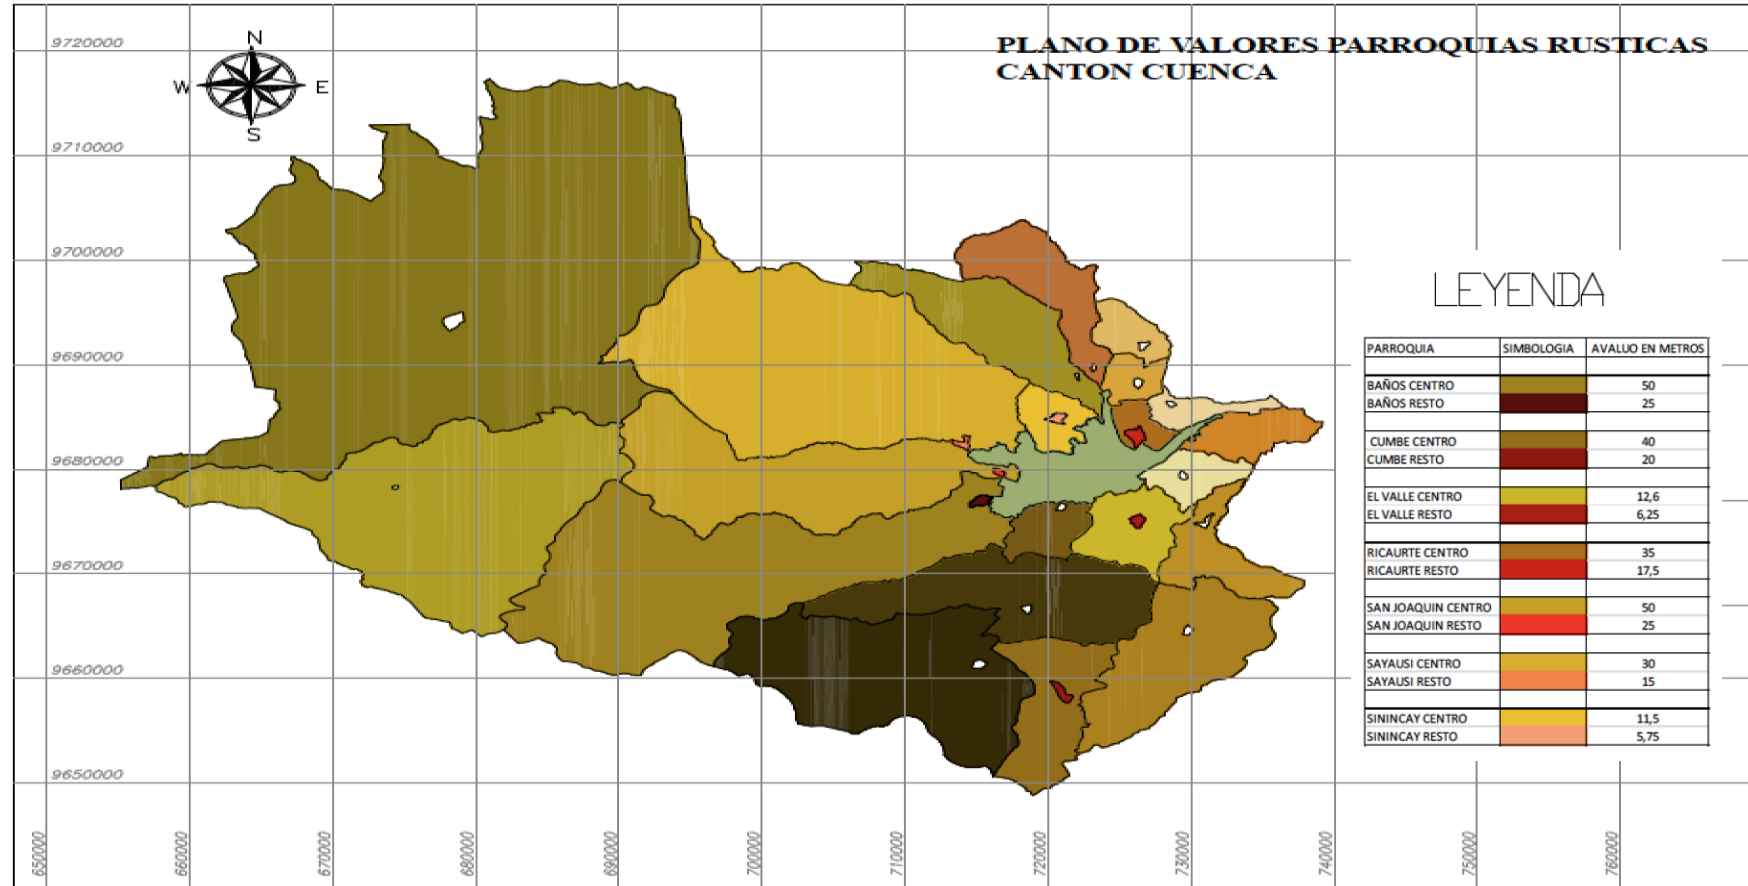 PLANO DE VALORES PARROQUIAS RUSTICAS
CANTON CUENCA
N
W E
S
9720000
9710000
9700000
9690000
9680000
9670000
9660000
9650000
650000 660000 670000 680000 690000 700000 710000 720000 730000 740000 750000 760000
LEYENDA
PARROQUIA SIMBOLOGIA AVALUO EN METROS
BAÑOS CENTRO 50
BAÑOS RESTO 25
CUMBE CENTRO 40
CUMBE RESTO 20
EL VALLE CENTRO 12,6
EL VALLE RESTO 6,25
RICAURTE CENTRO 35
RICAURTE RESTO 17,5
SAN JOAQUIN CENTRO 50
SAN JOAQUIN RESTO 25
SAYAUSI CENTRO 30
SAYAUSI RESTO 15
SININCAY CENTRO 11,5
SININCAY RESTO 5,75